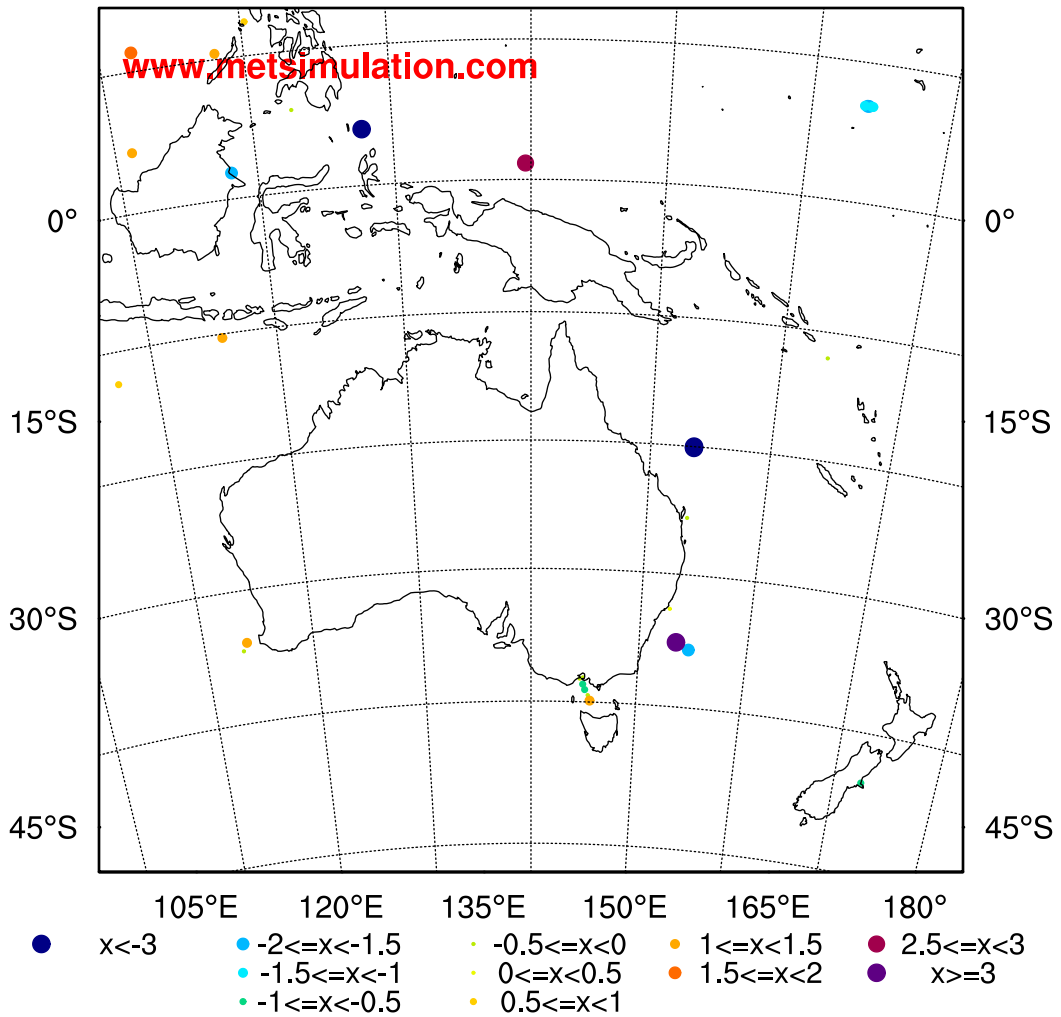 www.metsimulation.com
0° 0°
15°S 15°S
30°S 30°S
45°S 45°S
105°E 120°E 135°E 150°E 165°E 180°
x<-3 -2<=x<-1.5 -0.5<=x<0 1<=x<1.5 2.5<=x<3
-1.5<=x<-1 0<=x<0.5 1.5<=x<2 x>=3
-1<=x<-0.5 0.5<=x<1